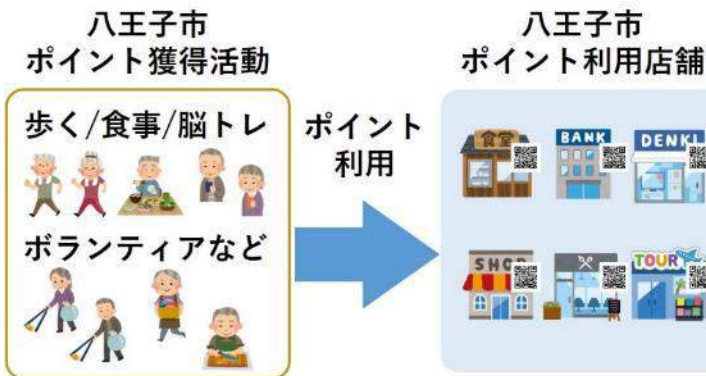 八王子市
ポイント獲得活動
歩く/食事/脳トレ
ボランティアなど
ポイント
利用
八王子市
ポイント利用店舗
食堂
BANK
DENKI
SHOP
TOUR